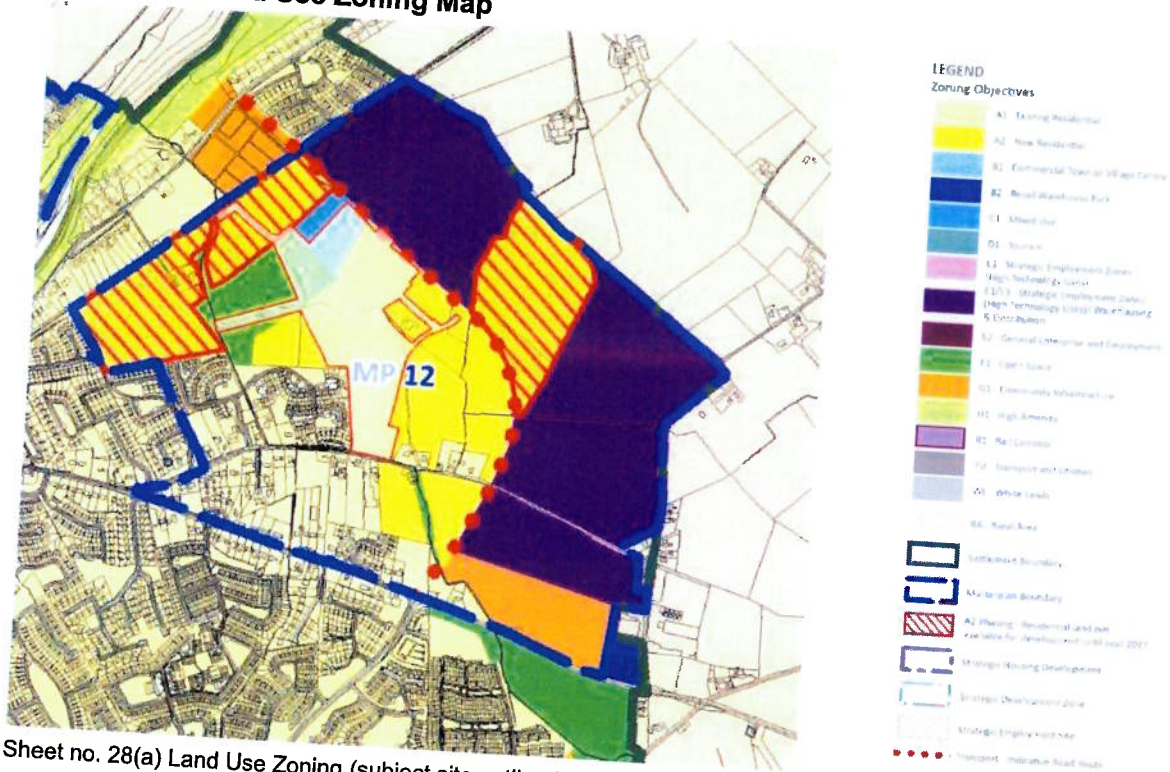 Use Zoning Map
LEGEND
Zoning Objectives
A1 Existing Residential
A2 New Residential
B1 Commercial Town or Village Centre
B2 Retail Warehouse Park
C1 Mixed Use
D1 Tourism
E1 Strategic Employment Zones
(High Technology Uses)
E1/E3 Strategic Employment Zones
(High Technology Uses) Warehousing
& Distribution
E2 General Enterprise and Employment
F1 Open Space
G1 Community Infrastructure
H1 High Amenity
R1 Rail Corridor
TU Transport and Utilities
WL White Lands
RA Rural Area
Settlement Boundary
Masterplan Boundary
A2 Phasing - Residential land not
available for development until post 2027
Strategic Housing Development
Strategic Development Zone
Strategic Employment Site
Transport - Indicative Road Route
MP 12
Sheet no. 28(a) Land Use Zoning (subject site